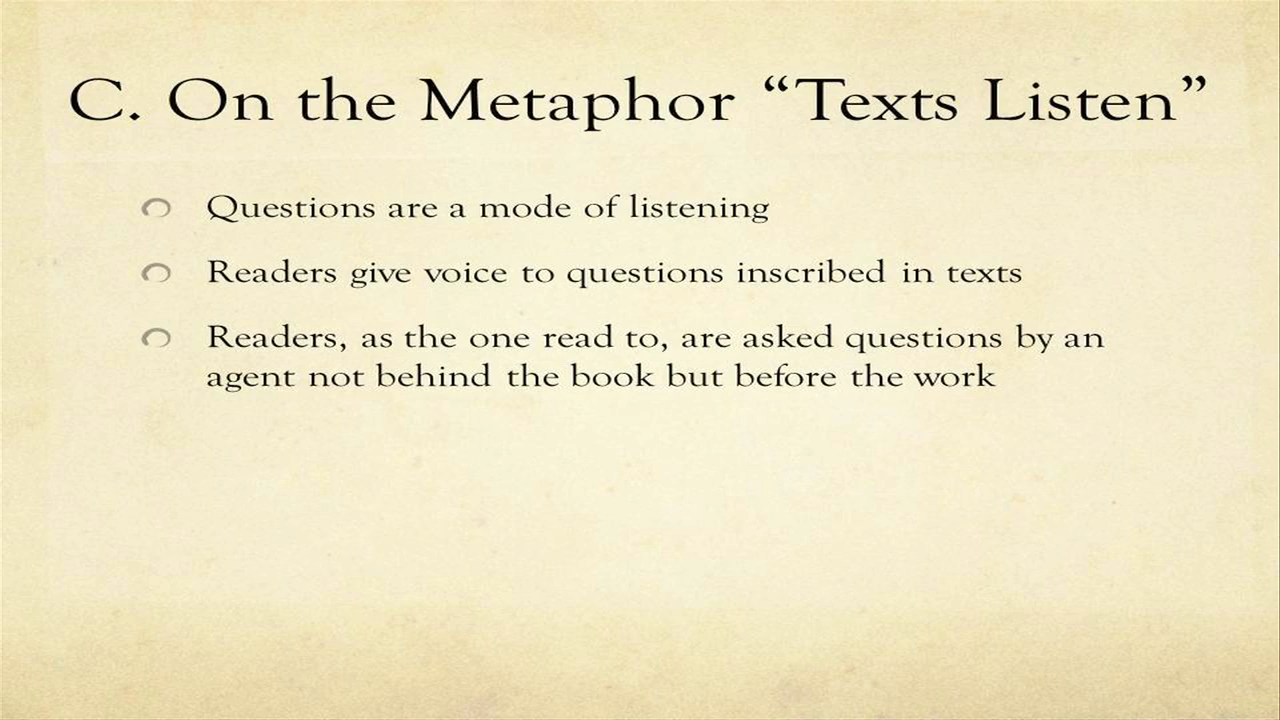 C. On the Metaphor “Texts Listen”
Questions are a mode of listening
Readers give voice to questions inscribed in texts
Readers, as the one read to, are asked questions by an
agent not behind the book but before the work